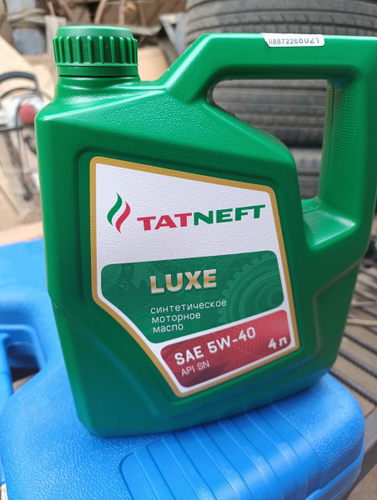 TATNEFT
LUXE
синтетическое
моторное
масло
SAE 5W-40
API SN
4 л